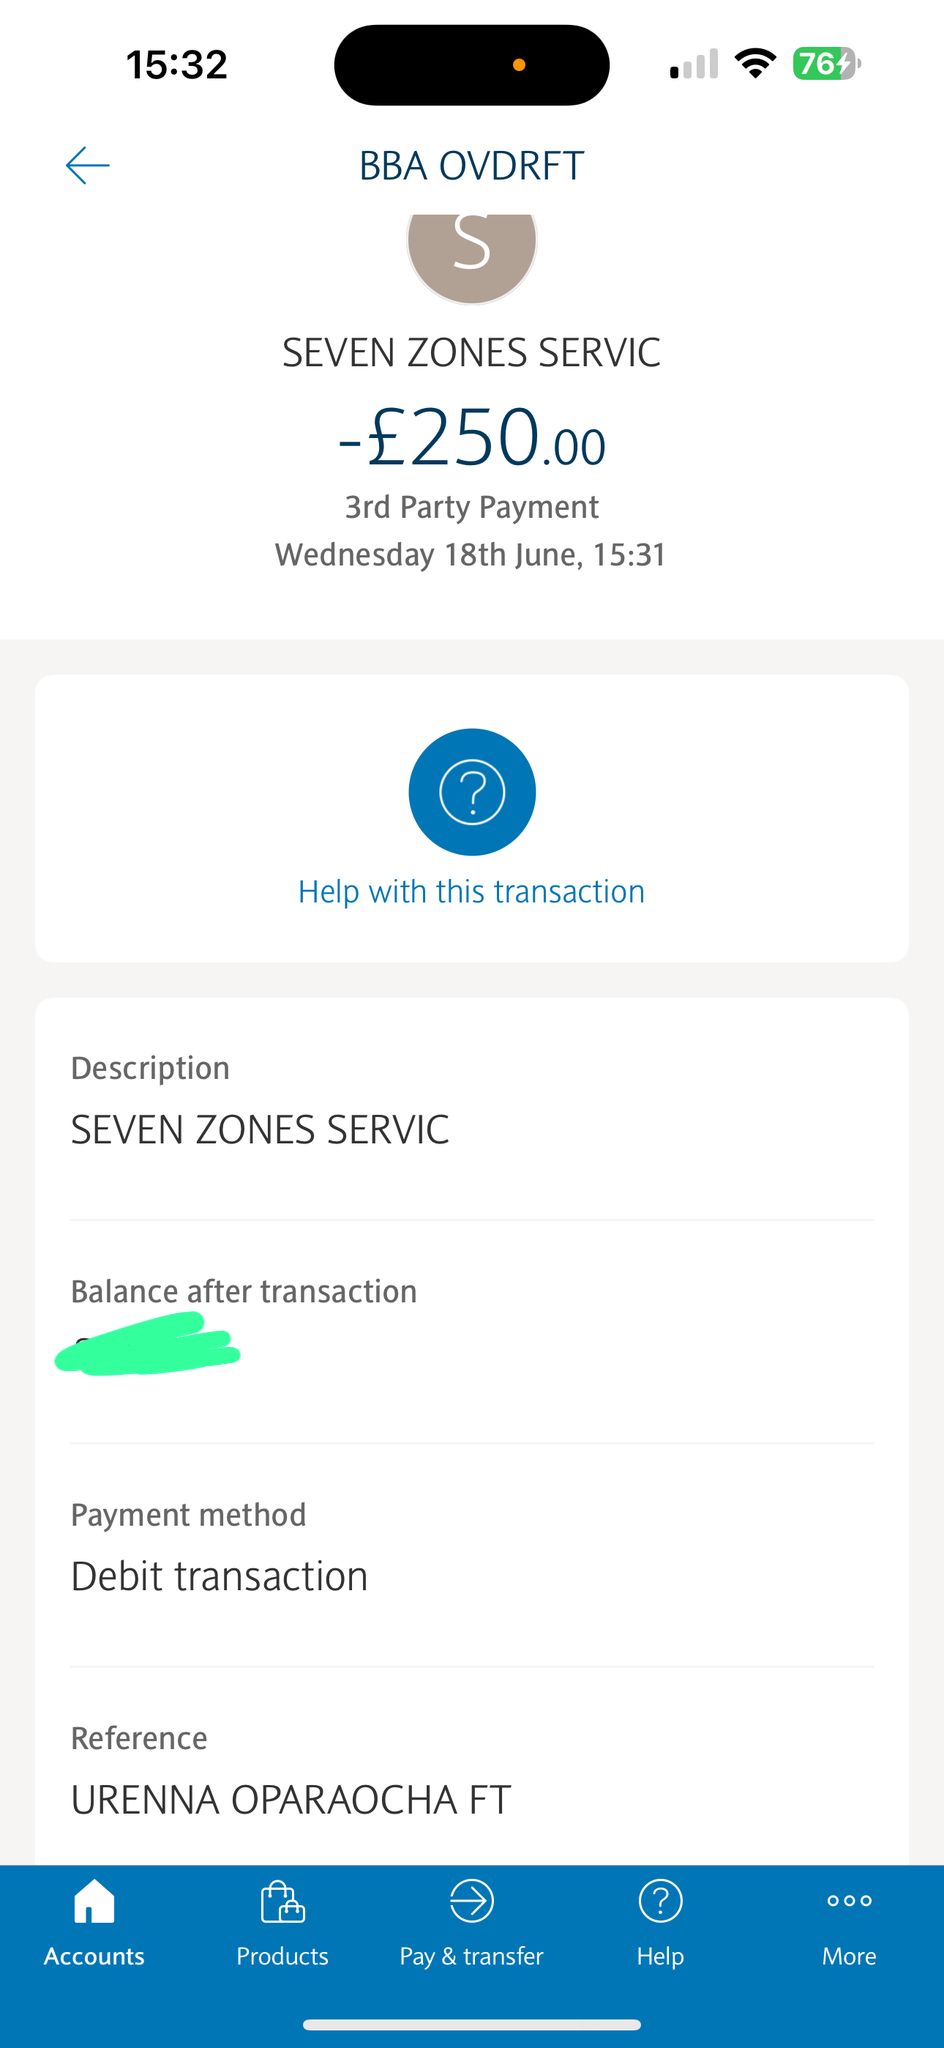 15:32
76
BBA OVDRFT
S
SEVEN ZONES SERVIC
-£250.00
3rd Party Payment
Wednesday 18th June, 15:31
?
Help with this transaction
Description
SEVEN ZONES SERVIC
Balance after transaction
Payment method
Debit transaction
Reference
URENNA OPARAOCHA FT
?
Accounts Products Pay & transfer Help More